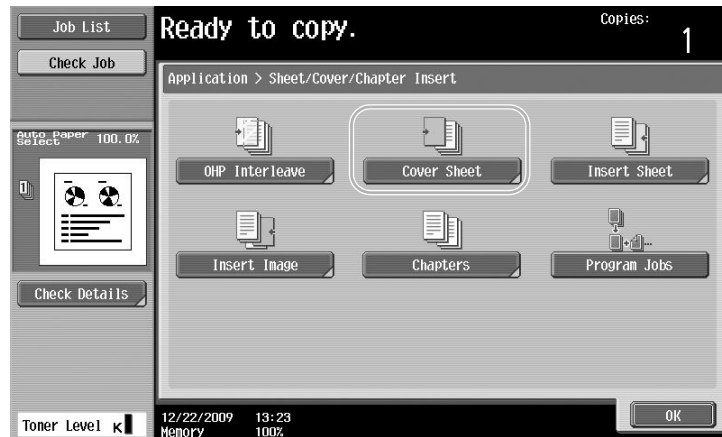 Job List
Ready to copy.
Copies:
1
Check Job
Application > Sheet/Cover/Chapter Insert
Auto Paper Select 100.0%
1
OHP Interleave
Cover Sheet
Insert Sheet
Insert Image
Chapters
Program Jobs
Check Details
OK
Toner Level K
12/22/2009 13:23
Memory 100%